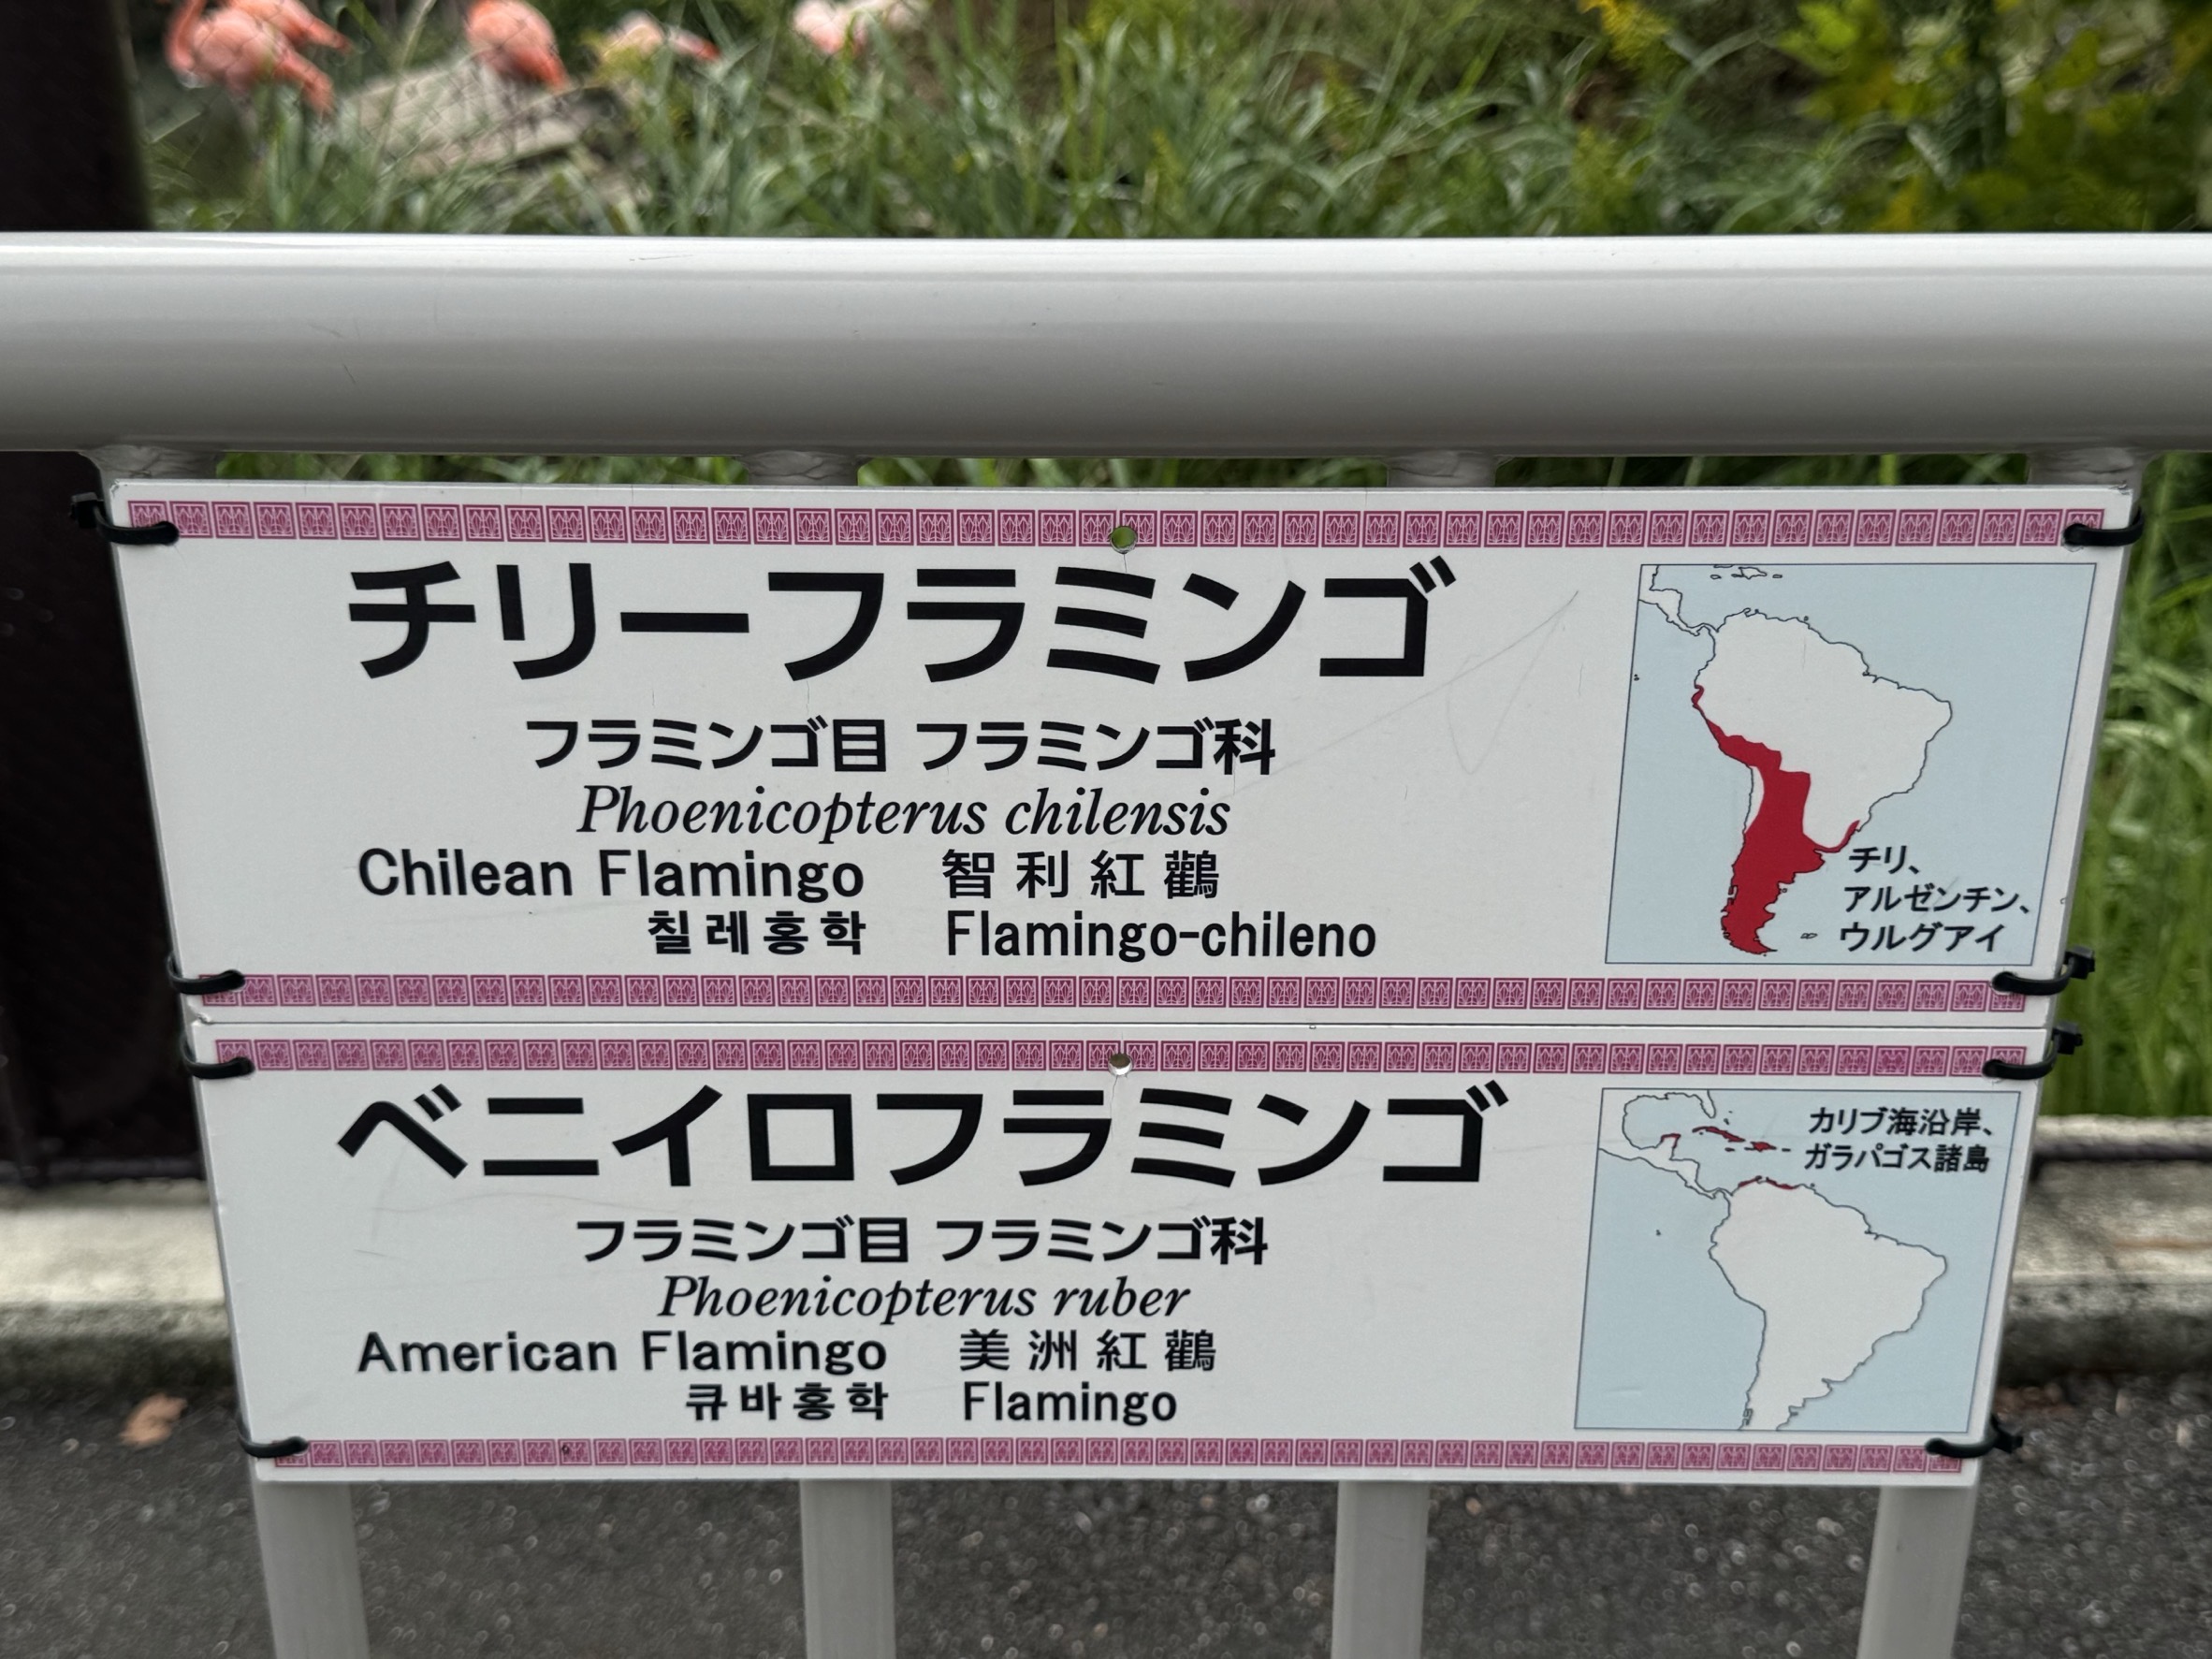 チリーフラミンゴ
フラミンゴ目 フラミンゴ科
Phoenicopterus chilensis
Chilean Flamingo 智利紅鸛
칠레홍학 Flamingo-chileno
チリ、
アルゼンチン、
ウルグアイ
ベニイロフラミンゴ
フラミンゴ目 フラミンゴ科
Phoenicopterus ruber
American Flamingo 美洲紅鸛
큐바홍학 Flamingo
カリブ海沿岸、
ガラパゴス諸島